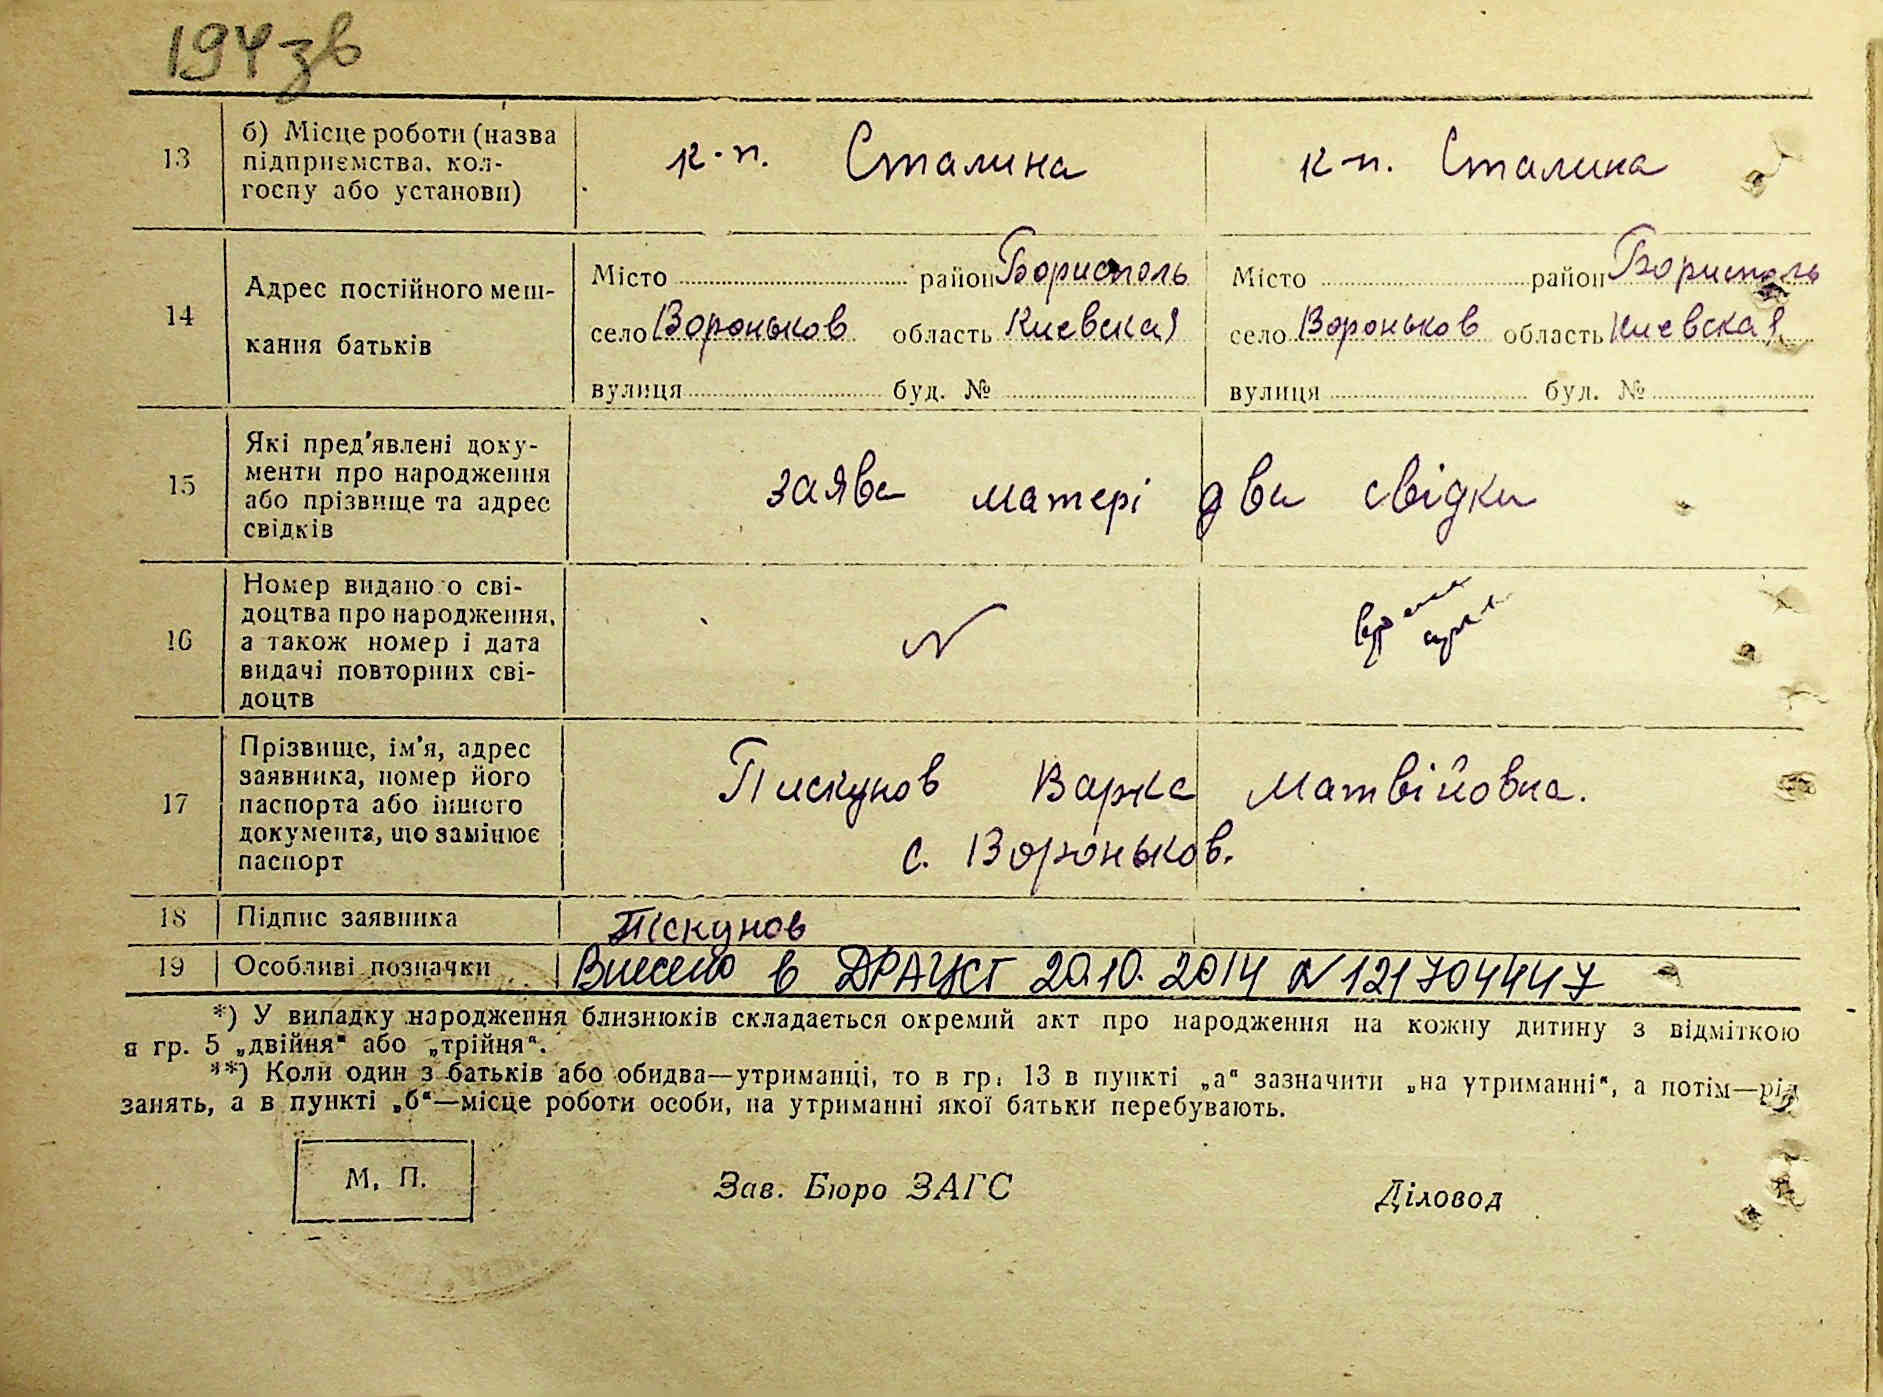 194зв
13
б) Місце роботи (назва
підприємства, кол-
госпу або установи)
к-п. Сталина
к-п. Сталина
14
Адрес постійного меш-
кання батьків
Місто район Борисполь
село Вороньков область Киевская
вулиця буд. №
Місто район Борисполь
село Вороньков область Киевская
вулиця буд. №
15
Які пред'явлені доку-
менти про народження
або прізвище та адрес
свідків
заява матері два свідки
16
Номер видано о сві-
доцтва про народження,
а також номер і дата
видачі повторних сві-
доцтв
N
17
Прізвище, ім'я, адрес
заявника, номер його
паспорта або іншого
документа, що замінює
паспорт
Пискунов Варка Матвійовна.
с. Вороньков.
18
Підпис заявника
Піскунов
19
Особливі позначки
Внесено в ДРАЦСГ 20.10.2014 N 121704447
*) У випадку народження близнюків складається окремий акт про народження на кожну дитину з відміткою
в гр. 5 „двійня" або „трійня".
**) Коли один з батьків або обидва—утриманці, то в гр. 13 в пункті „а" зазначити „на утриманні", а потім—рід
занять, а в пункті „б"—місце роботи особи, на утриманні якої батьки перебувають.
М. П.
Зав. Бюро ЗАГС
Діловод